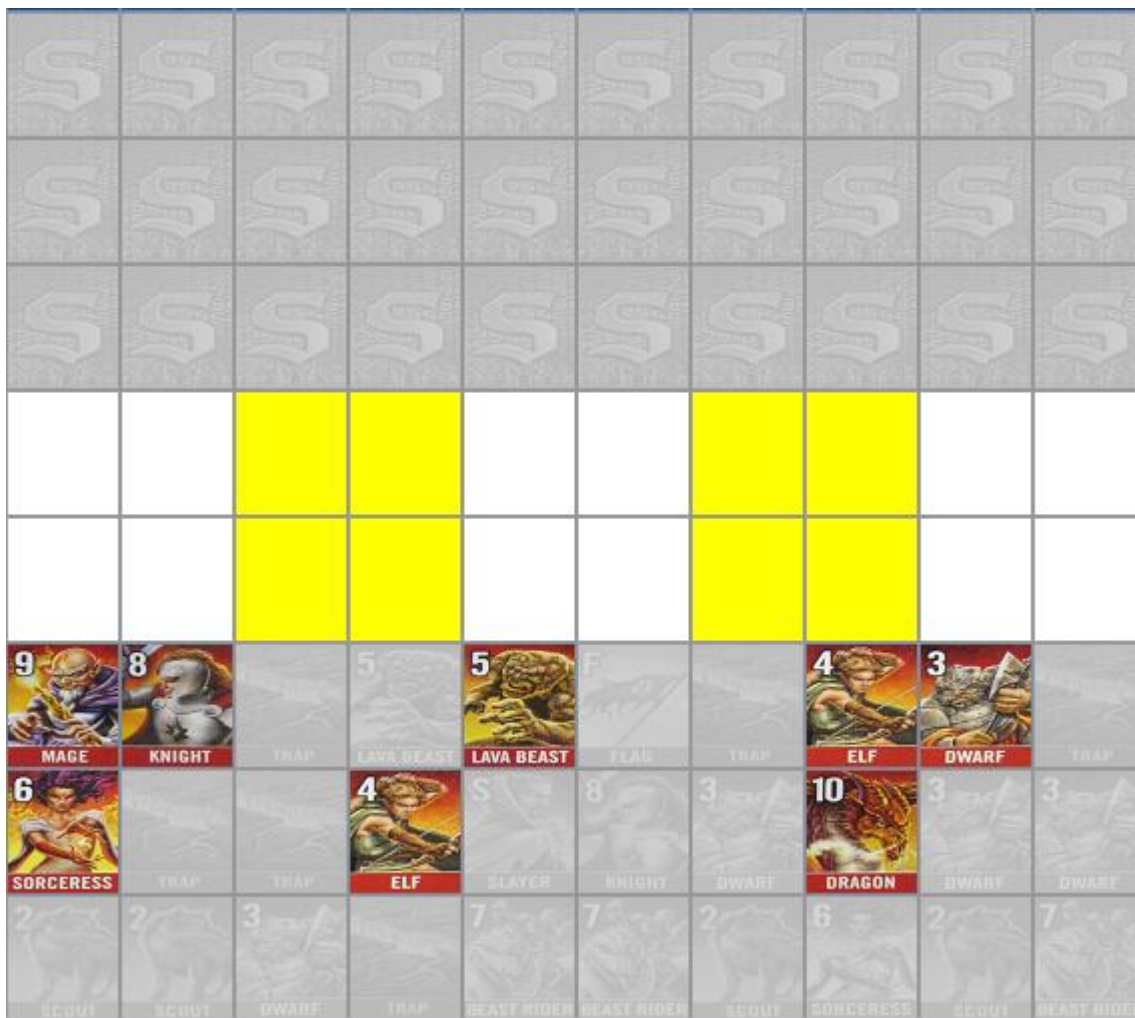 S S S S S S S S S S
S S S S S S S S S S
S S S S S S S S S S
9 8 5 5 F 4 3
MAGE KNIGHT TRAP LAVA BEAST LAVA BEAST FLAG TRAP ELF DWARF TRAP
6 4 S 8 3 10 3 3
SORCERESS TRAP TRAP ELF SLAYER KNIGHT DWARF DRAGON DWARF DWARF
2 2 3 7 7 2 6 2 7
SCOUT SCOUT DWARF TRAP BEAST RIDER BEAST RIDER SCOUT SORCERESS SCOUT BEAST RIDER